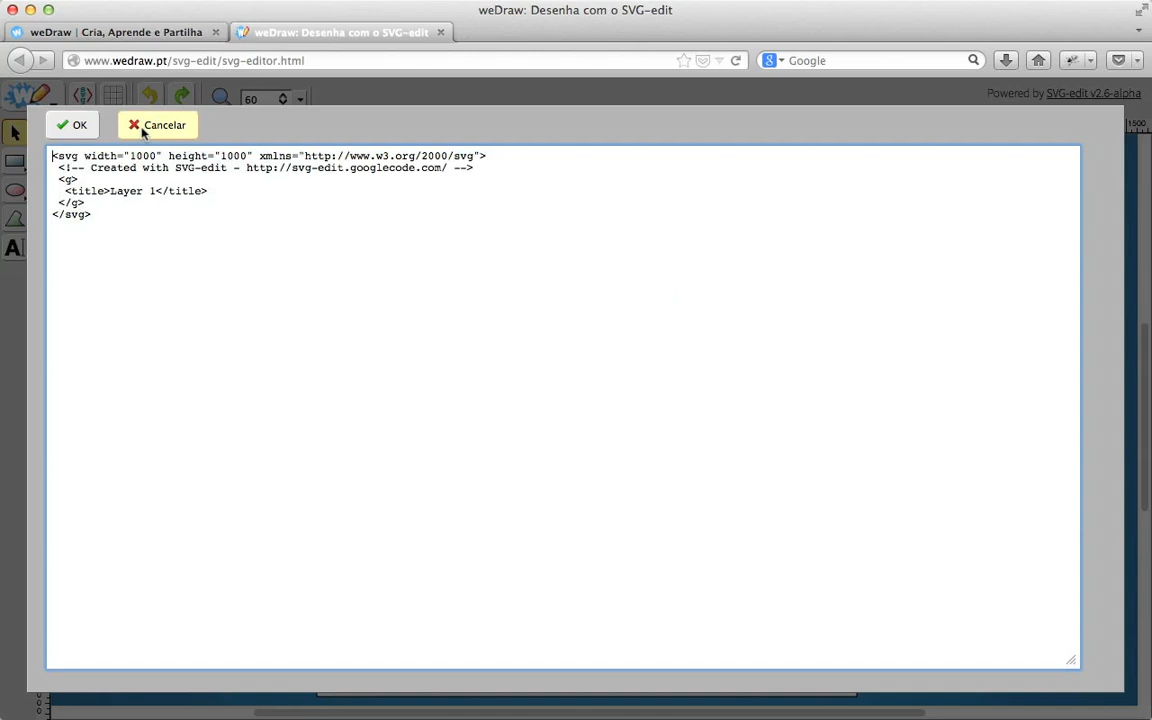 weDraw: Desenha com o SVG-edit
weDraw | Cria, Aprende e Partilha
weDraw: Desenha com o SVG-edit
www.wedraw.pt/svg-edit/svg-editor.html
Google
60
Powered by SVG-edit v2.6-alpha
1500
OK
Cancelar
A
<svg width="1000" height="1000" xmlns="http://www.w3.org/2000/svg">
<!-- Created with SVG-edit - http://svg-edit.googlecode.com/ -->
<g>
<title>Layer 1</title>
</g>
</svg>